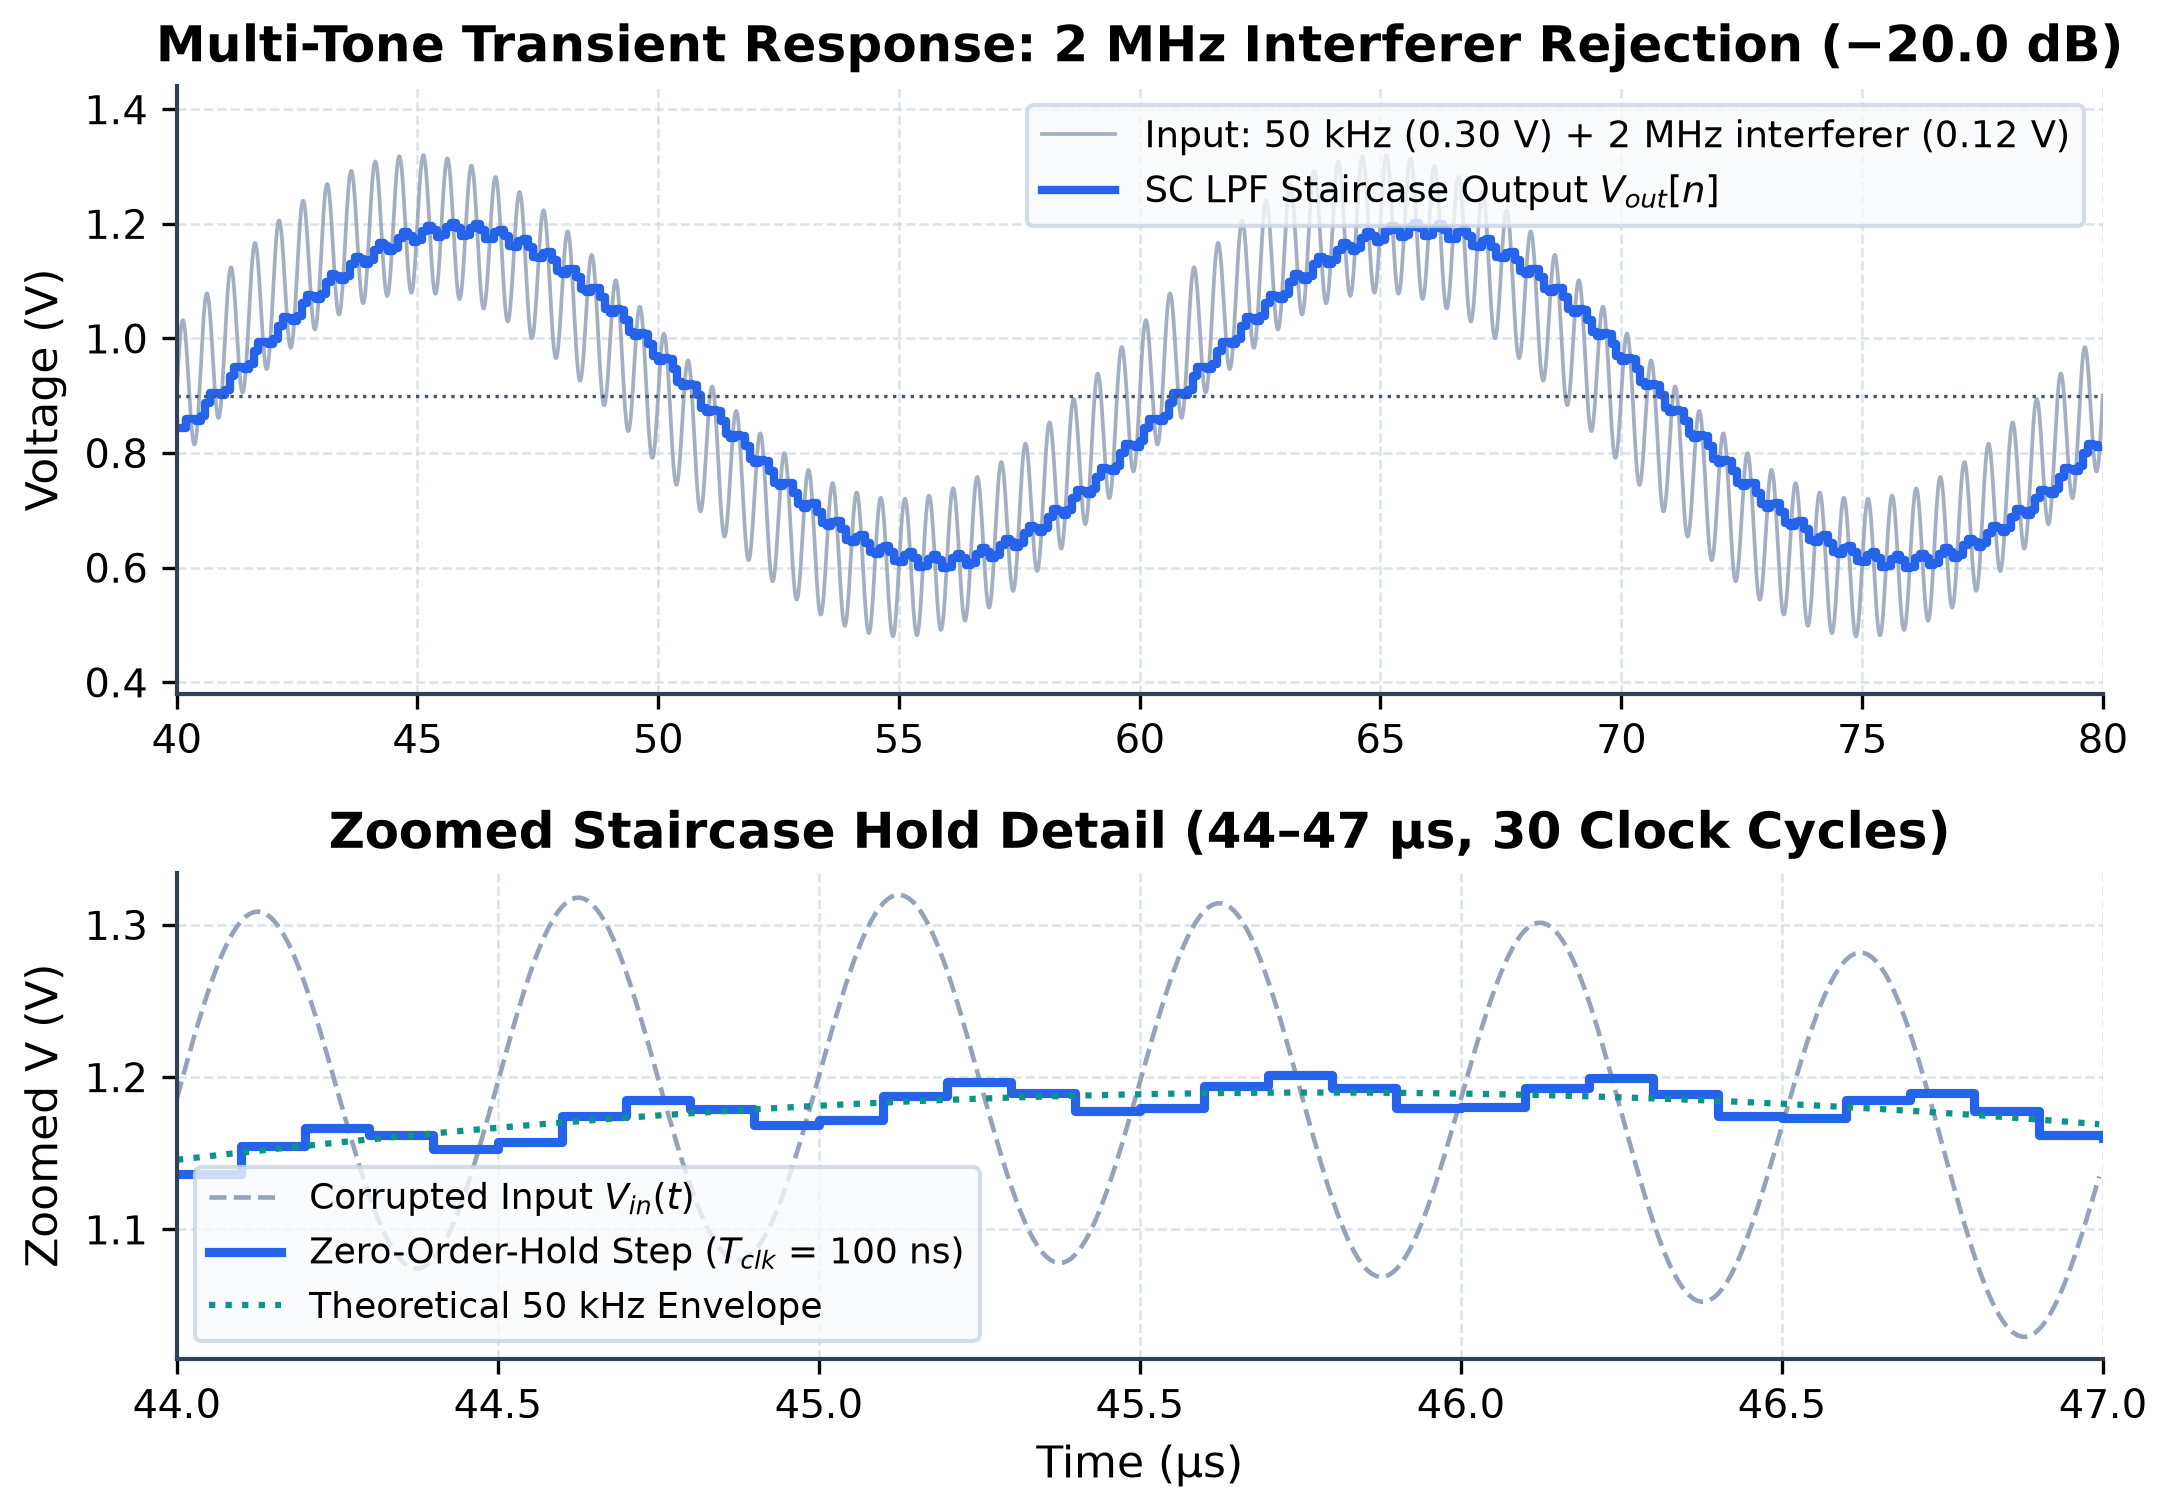 Multi-Tone Transient Response: 2 MHz Interferer Rejection (−20.0 dB)
Voltage (V)
1.4
1.2
1.0
0.8
0.6
0.4
Input: 50 kHz (0.30 V) + 2 MHz interferer (0.12 V)
SC LPF Staircase Output V_out[n]
40 45 50 55 60 65 70 75 80
Zoomed Staircase Hold Detail (44–47 µs, 30 Clock Cycles)
Zoomed V (V)
1.3
1.2
1.1
Corrupted Input V_in(t)
Zero-Order-Hold Step (T_clk = 100 ns)
Theoretical 50 kHz Envelope
44.0 44.5 45.0 45.5 46.0 46.5 47.0
Time (µs)